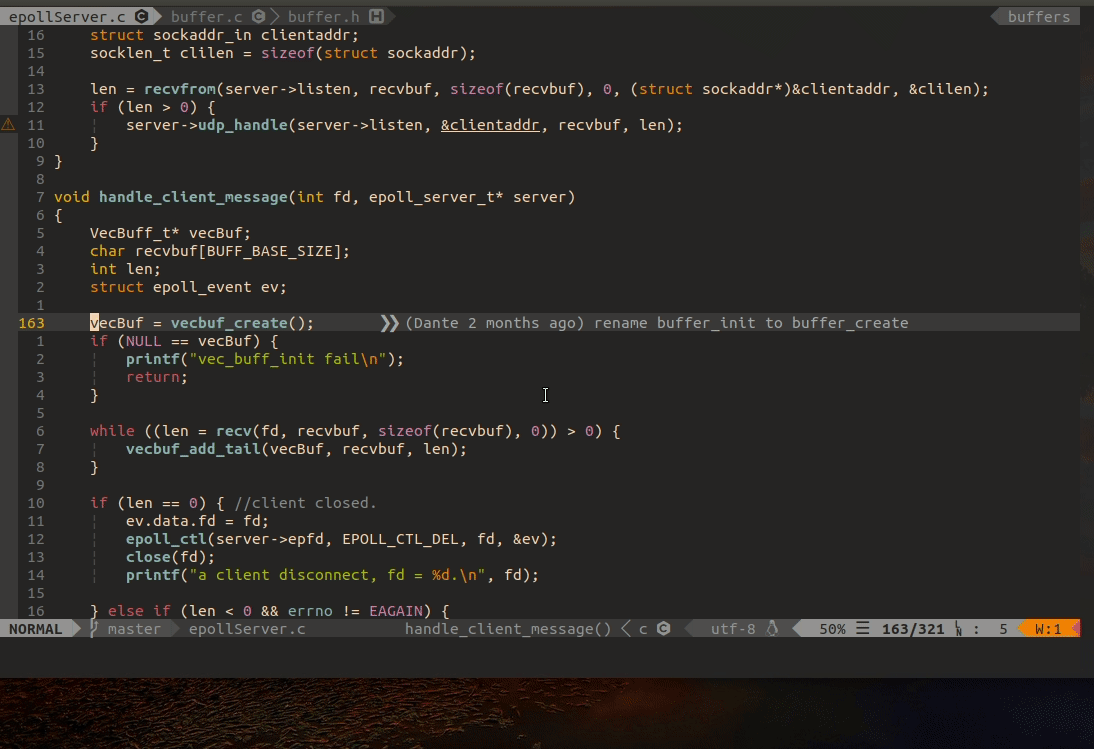 epollServer.c C buffer.c C buffer.h H buffers
16 struct sockaddr_in clientaddr;
15 socklen_t clilen = sizeof(struct sockaddr);
14
13 len = recvfrom(server->listen, recvbuf, sizeof(recvbuf), 0, (struct sockaddr*)&clientaddr, &clilen);
12 if (len > 0) {
11 server->udp_handle(server->listen, &clientaddr, recvbuf, len);
10 }
9 }
8
7 void handle_client_message(int fd, epoll_server_t* server)
6 {
5 VecBuff_t* vecBuf;
4 char recvbuf[BUFF_BASE_SIZE];
3 int len;
2 struct epoll_event ev;
1
163 vecBuf = vecbuf_create(); ❯❯ (Dante 2 months ago) rename buffer_init to buffer_create
1 if (NULL == vecBuf) {
2 printf("vec_buff_init fail\n");
3 return;
4 }
5
6 while ((len = recv(fd, recvbuf, sizeof(recvbuf), 0)) > 0) {
7 vecbuf_add_tail(vecBuf, recvbuf, len);
8 }
9
10 if (len == 0) { //client closed.
11 ev.data.fd = fd;
12 epoll_ctl(server->epfd, EPOLL_CTL_DEL, fd, &ev);
13 close(fd);
14 printf("a client disconnect, fd = %d.\n", fd);
15
16 } else if (len < 0 && errno != EAGAIN) {
NORMAL master epollServer.c handle_client_message() < c C utf-8 50% ☰ 163/321 LN : 5 W:1